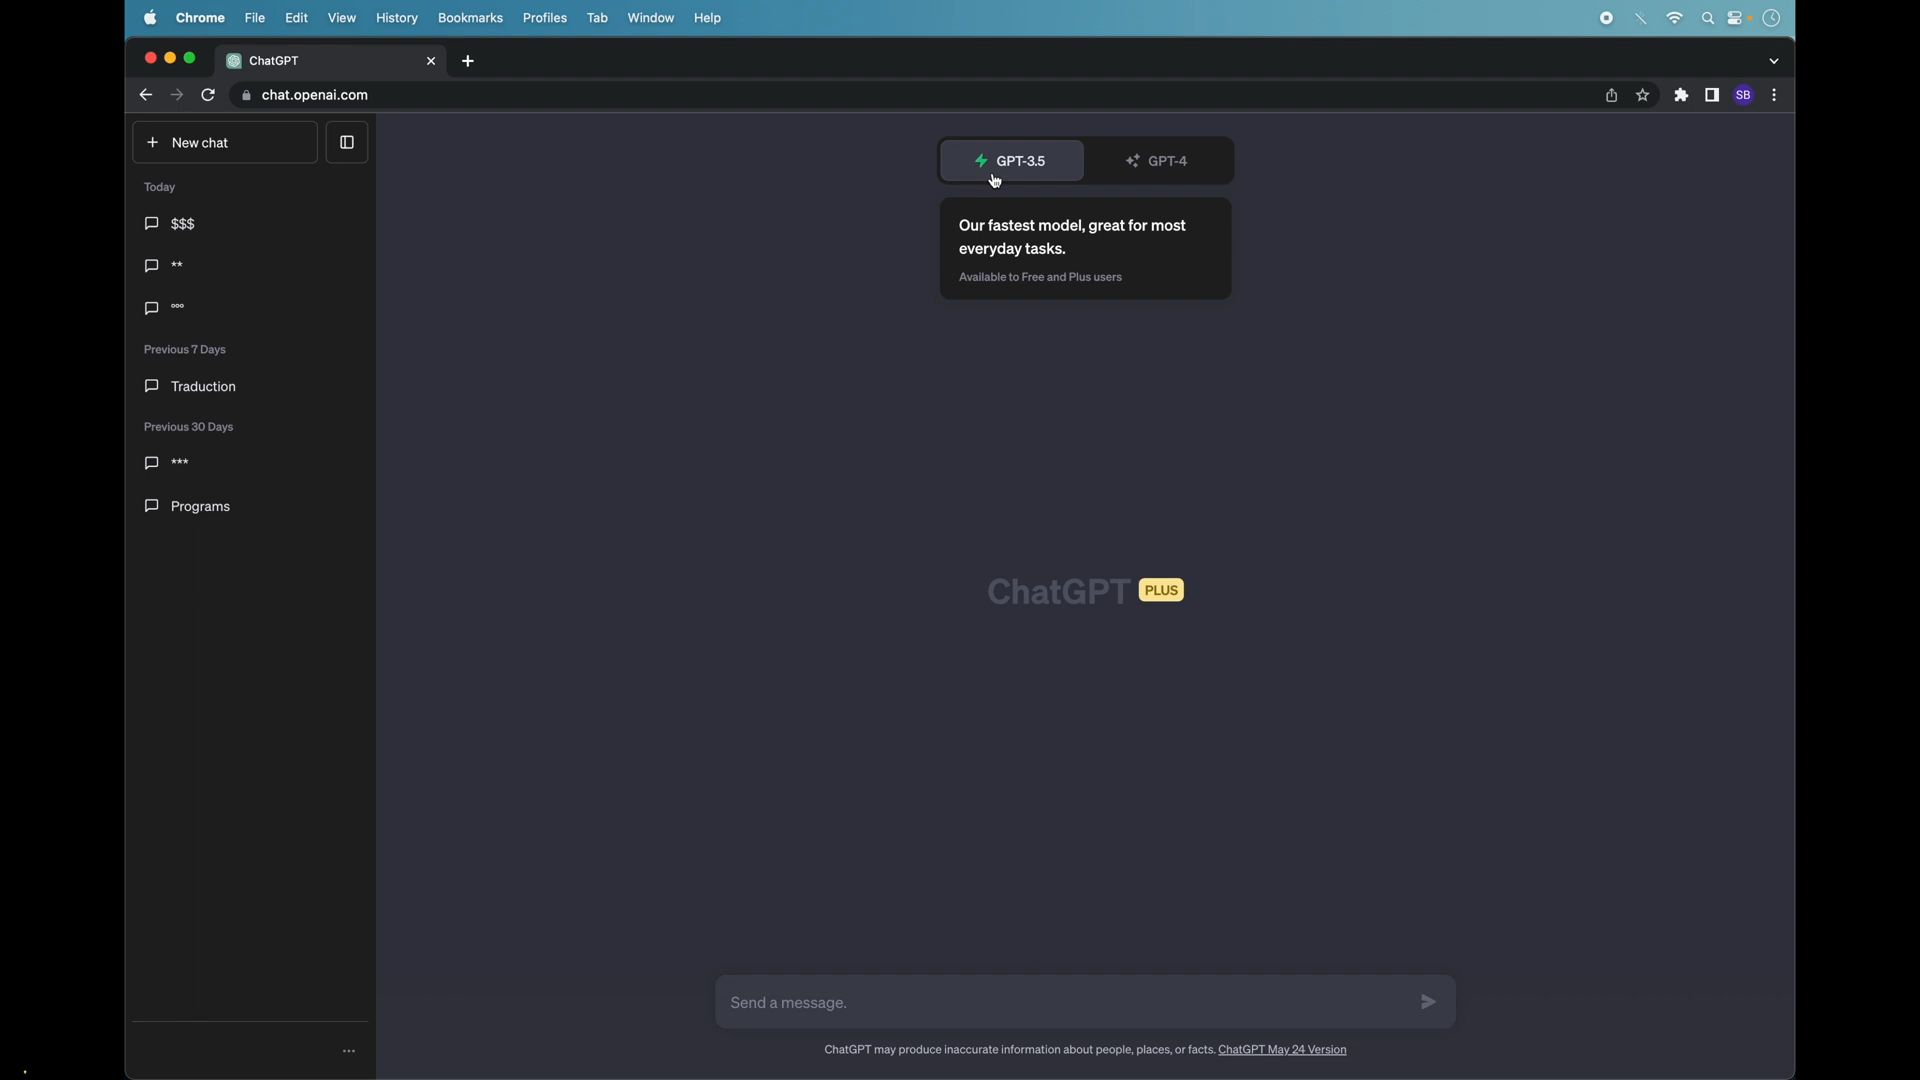 Chrome File Edit View History Bookmarks Profiles Tab Window Help
ChatGPT
chat.openai.com
SB
New chat
Today
$$$
**
°°°
Previous 7 Days
Traduction
Previous 30 Days
***
Programs
GPT-3.5
GPT-4
Our fastest model, great for most
everyday tasks.
Available to Free and Plus users
ChatGPT PLUS
Send a message.
ChatGPT may produce inaccurate information about people, places, or facts. ChatGPT May 24 Version